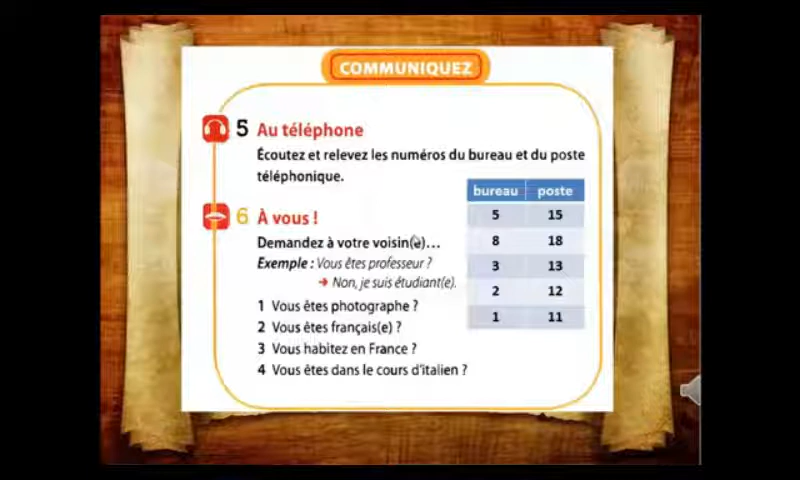 COMMUNIQUEZ
5 Au téléphone
Écoutez et relevez les numéros du bureau et du poste
téléphonique.
bureau poste
5 15
8 18
3 13
2 12
1 11
6 À vous !
Demandez à votre voisin(e)...
Exemple : Vous êtes professeur ?
→ Non, je suis étudiant(e).
1 Vous êtes photographe ?
2 Vous êtes français(e) ?
3 Vous habitez en France ?
4 Vous êtes dans le cours d'italien ?